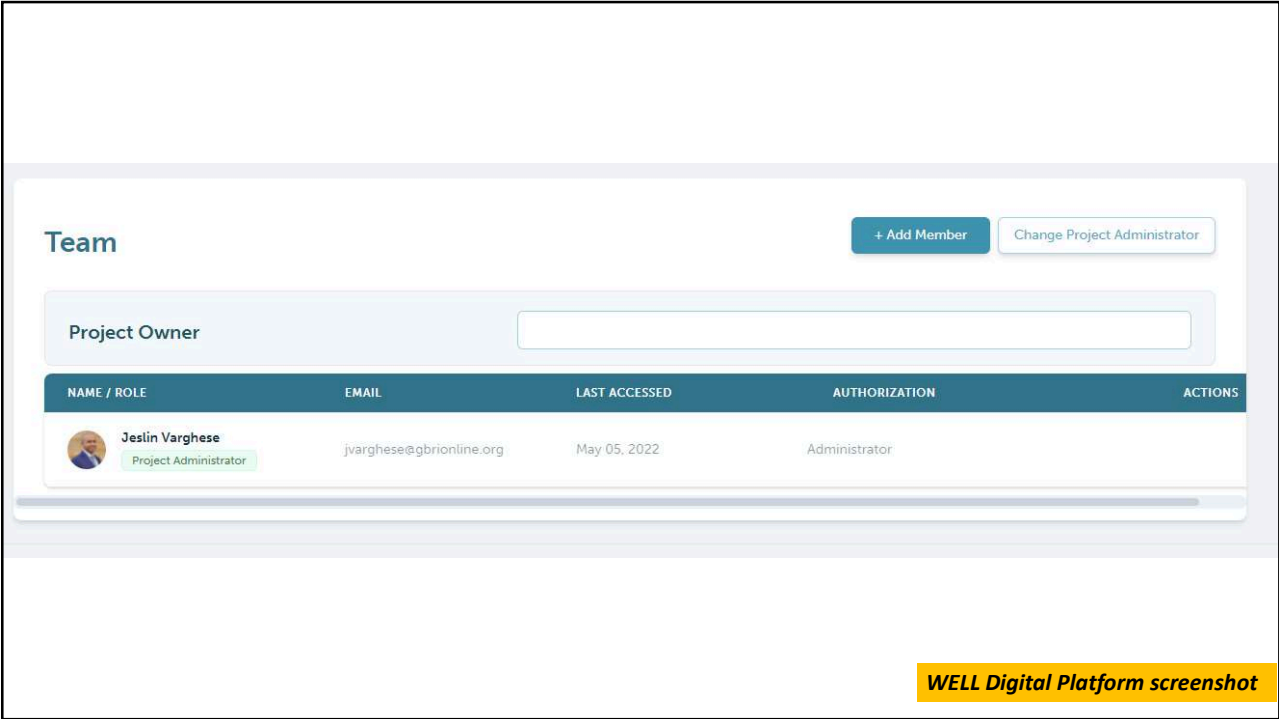 Team
+ Add Member
Change Project Administrator
Project Owner
NAME / ROLE EMAIL LAST ACCESSED AUTHORIZATION ACTIONS
Jeslin Varghese
Project Administrator
jvarghese@gbrionline.org May 05, 2022 Administrator
WELL Digital Platform screenshot